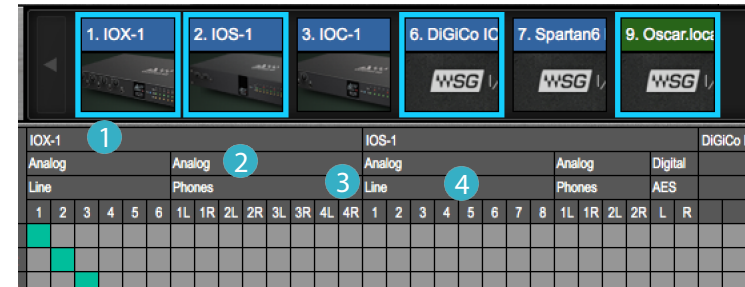 1. IOX-1 2. IOS-1 3. IOC-1 6. DiGiCo IC 7. Spartan6 9. Oscar.loca
WSG WSG WSG
IOX-1 1 IOS-1 DiGiCo
Analog Analog 2 Analog Analog Digital
Line Phones 3 Line 4 Phones AES
1 2 3 4 5 6 1L 1R 2L 2R 3L 3R 4L 4R 1 2 3 4 5 6 7 8 1L 1R 2L 2R L R